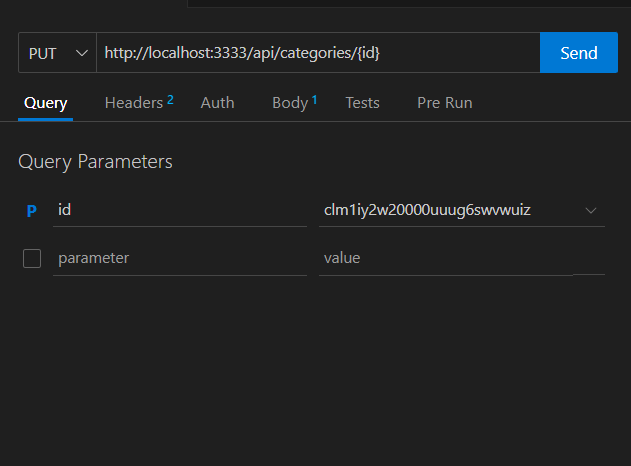 PUT http://localhost:3333/api/categories/{id} Send
Query Headers 2 Auth Body 1 Tests Pre Run
Query Parameters
P id clm1iy2w20000uuug6swvwuiz
parameter value